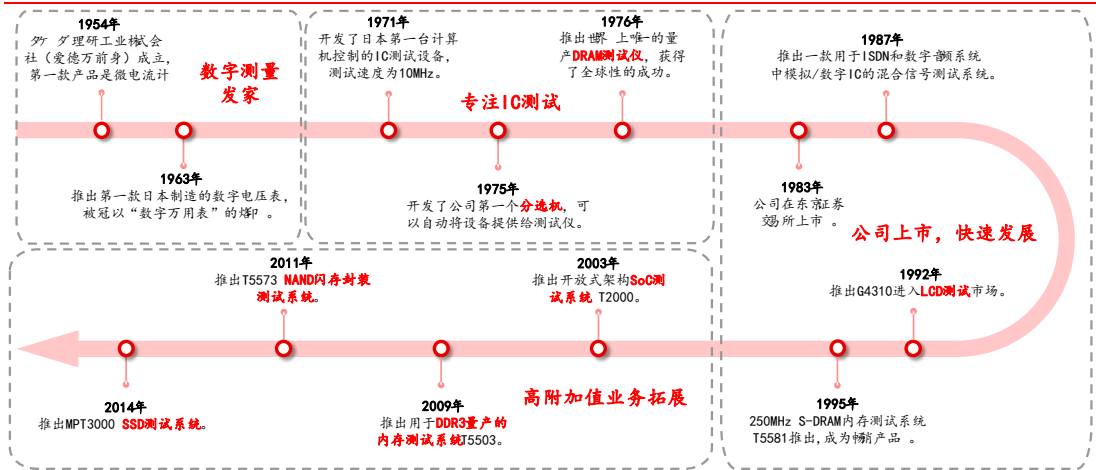 1954年
タケダ理研工业株式会
社（爱德万前身）成立，
第一款产品是微电流计
数字测量
发家
1963年
推出第一款日本制造的数字电压表，
被冠以“数字万用表”的烙印 。
1971年
开发了日本第一台计算
机控制的IC测试设备，
测试速度为10MHz。
专注IC测试
1975年
开发了公司第一个分选机，可
以自动将设备提供给测试仪。
1976年
推出世界 上唯一的量
产DRAM测试仪，获得
了全球性的成功。
1987年
推出一款用于ISDN和数字音频系统
中模拟/数字IC的混合信号测试系统。
1983年
公司在东京证券
交易所上市 。
公司上市，快速发展
1992年
推出G4310进入LCD测试市场。
1995年
250MHz S-DRAM内存测试系统
T5581推出,成为畅销产品 。
2003年
推出开放式架构SoC测
试系统 T2000。
高附加值业务拓展
2009年
推出用于DDR3量产的
内存测试系统T5503。
2011年
推出T5573 NAND闪存封装
测试系统。
2014年
推出MPT3000 SSD测试系统。